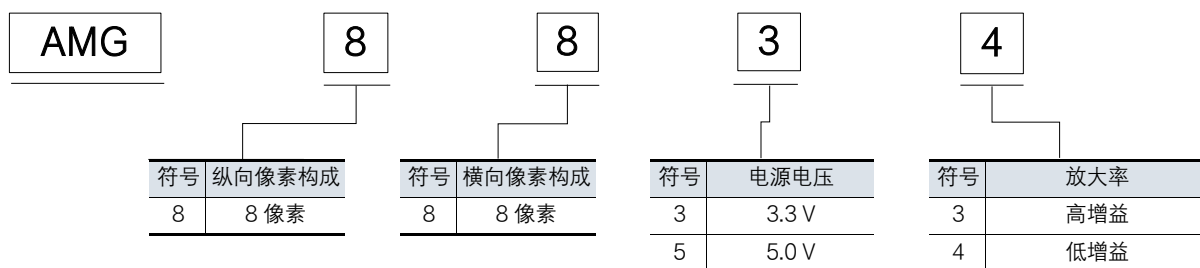 AMG 8 8 3 4
符号 纵向像素构成 符号 横向像素构成 符号 电源电压 符号 放大率
8 8 像素 8 8 像素 3 3.3 V 3 高增益
5 5.0 V 4 低增益